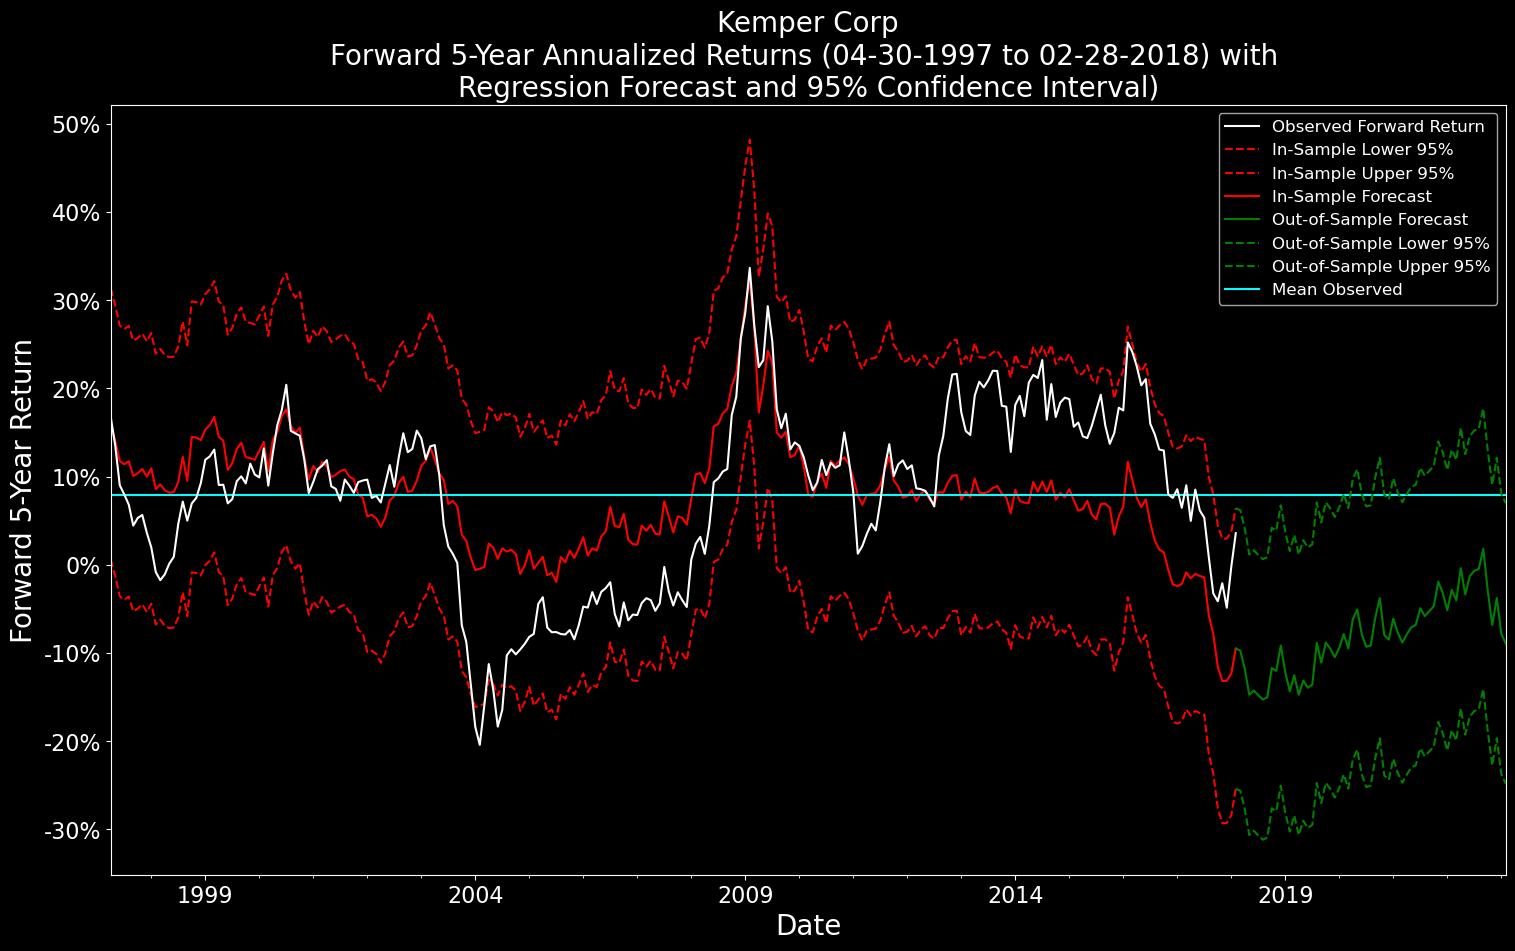 Kemper Corp
Forward 5-Year Annualized Returns (04-30-1997 to 02-28-2018) with
Regression Forecast and 95% Confidence Interval)
Observed Forward Return
In-Sample Lower 95%
In-Sample Upper 95%
In-Sample Forecast
Out-of-Sample Forecast
Out-of-Sample Lower 95%
Out-of-Sample Upper 95%
Mean Observed
Forward 5-Year Return
50%
40%
30%
20%
10%
0%
-10%
-20%
-30%
1999
2004
2009
2014
2019
Date